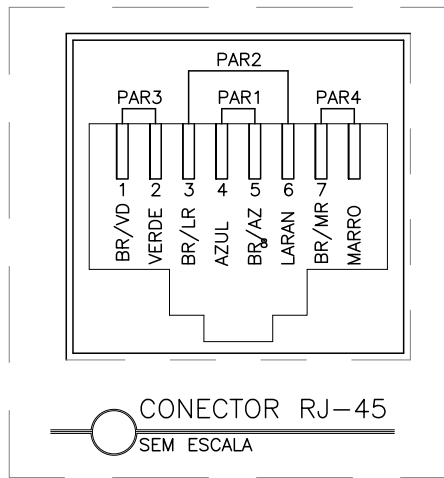 PAR2
PAR3 PAR1 PAR4
1 2 3 4 5 6 7
BR/VD
VERDE
BR/LR
AZUL
BR/AZ
8
LARAN
BR/MR
MARRO
CONECTOR RJ-45
SEM ESCALA